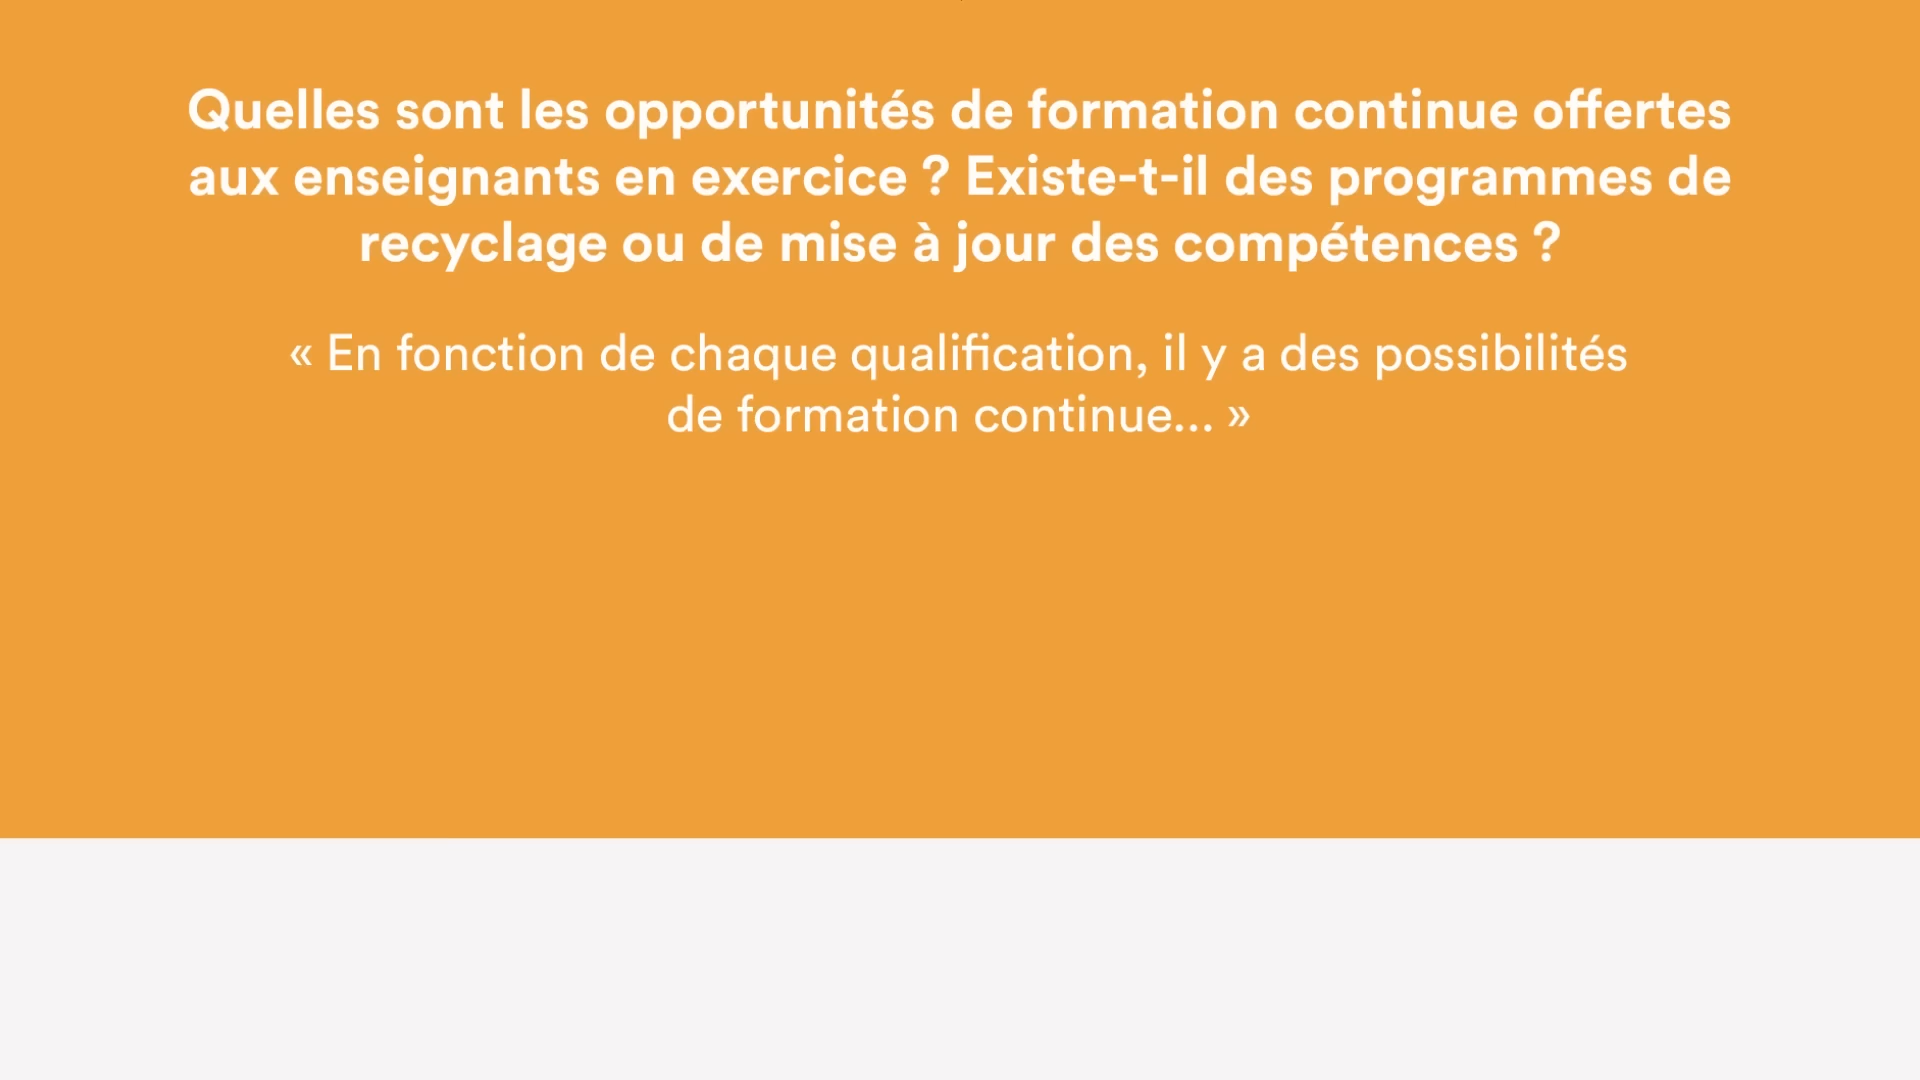 Quelles sont les opportunités de formation continue offertes
aux enseignants en exercice ? Existe-t-il des programmes de
recyclage ou de mise à jour des compétences ?
« En fonction de chaque qualification, il y a des possibilités
de formation continue... »